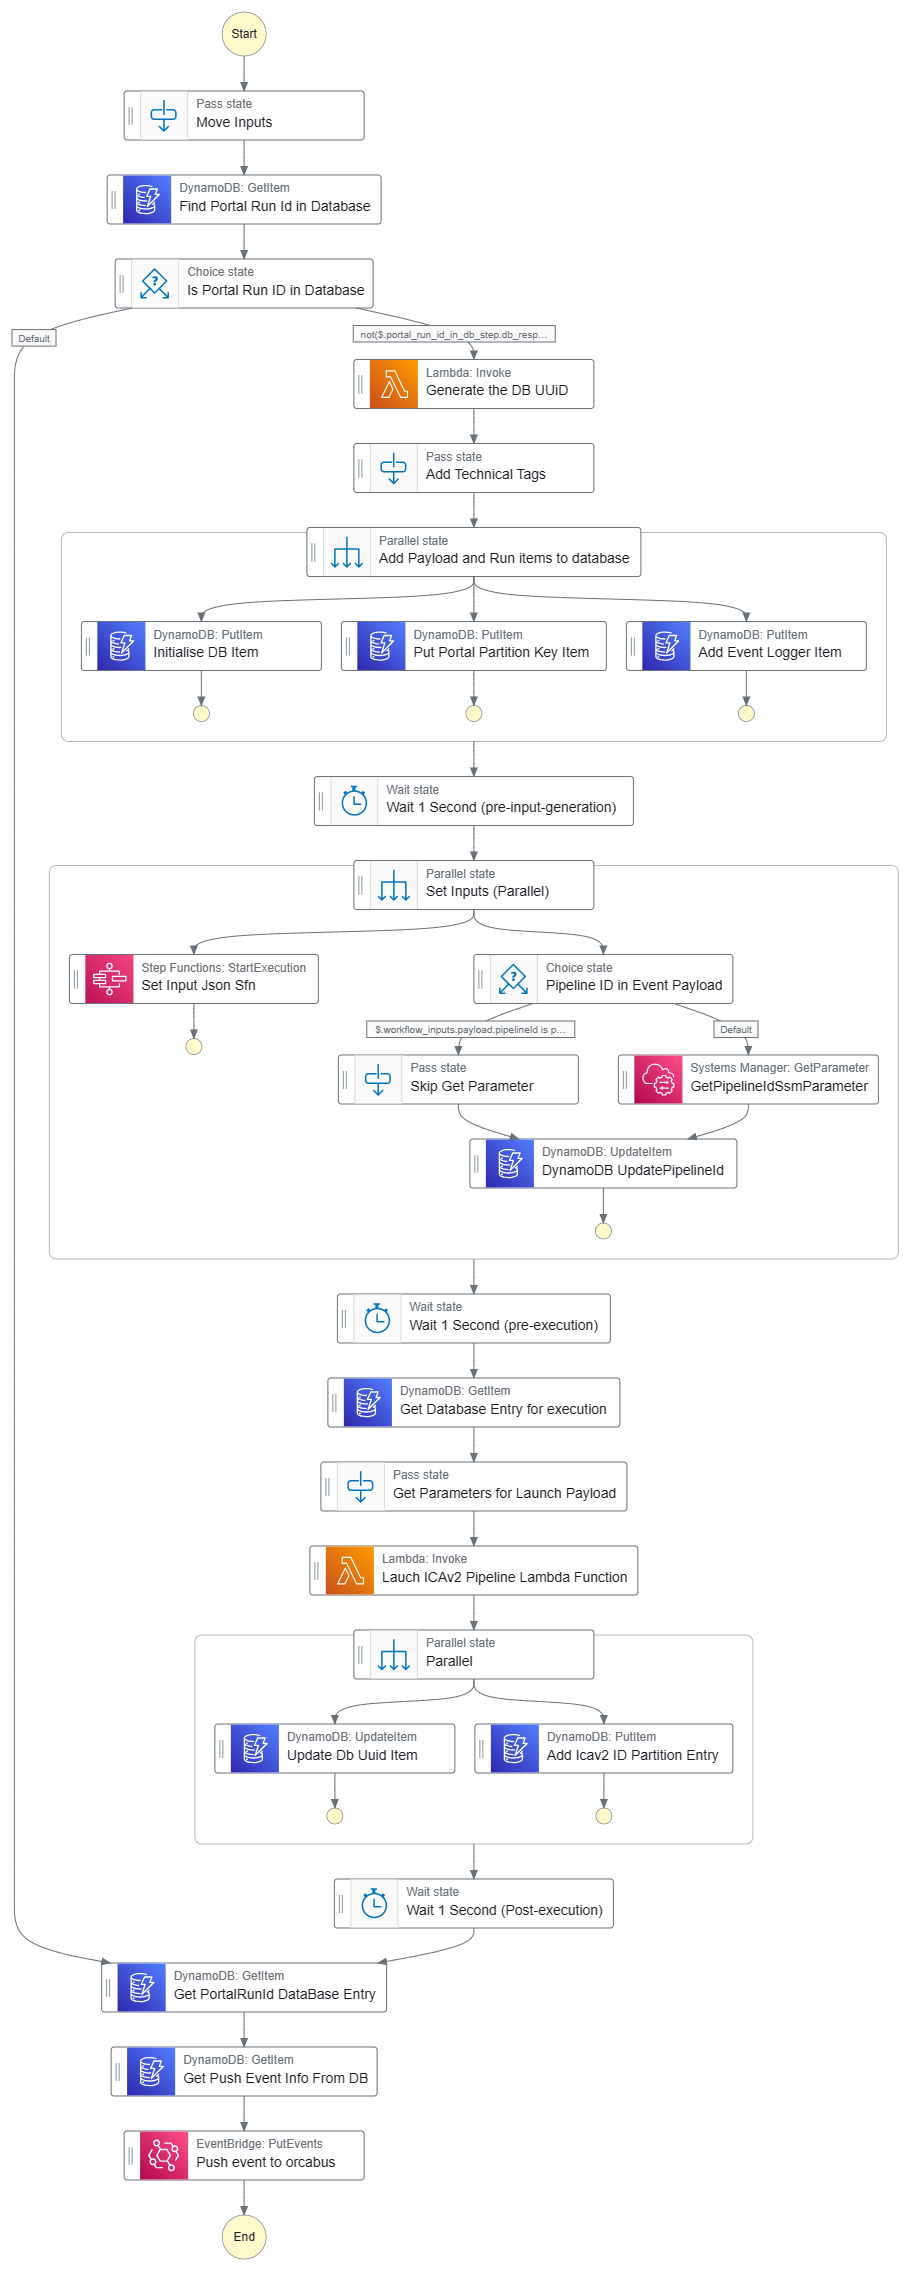 Start
Pass state
Move Inputs
DynamoDB: GetItem
Find Portal Run Id in Database
Choice state
Is Portal Run ID in Database
Default
not($.portal_run_id_in_db_step.db_resp...
Lambda: Invoke
Generate the DB UUiD
Pass state
Add Technical Tags
Parallel state
Add Payload and Run items to database
DynamoDB: PutItem
Initialise DB Item
DynamoDB: PutItem
Put Portal Partition Key Item
DynamoDB: PutItem
Add Event Logger Item
Wait state
Wait 1 Second (pre-input-generation)
Parallel state
Set Inputs (Parallel)
Step Functions: StartExecution
Set Input Json Sfn
Choice state
Pipeline ID in Event Payload
$.workflow_inputs.payload.pipelineId is p...
Default
Pass state
Skip Get Parameter
Systems Manager: GetParameter
GetPipelineIdSsmParameter
DynamoDB: UpdateItem
DynamoDB UpdatePipelineId
Wait state
Wait 1 Second (pre-execution)
DynamoDB: GetItem
Get Database Entry for execution
Pass state
Get Parameters for Launch Payload
Lambda: Invoke
Lauch ICAv2 Pipeline Lambda Function
Parallel state
Parallel
DynamoDB: UpdateItem
Update Db Uuid Item
DynamoDB: PutItem
Add Icav2 ID Partition Entry
Wait state
Wait 1 Second (Post-execution)
DynamoDB: GetItem
Get PortalRunId DataBase Entry
DynamoDB: GetItem
Get Push Event Info From DB
EventBridge: PutEvents
Push event to orcabus
End